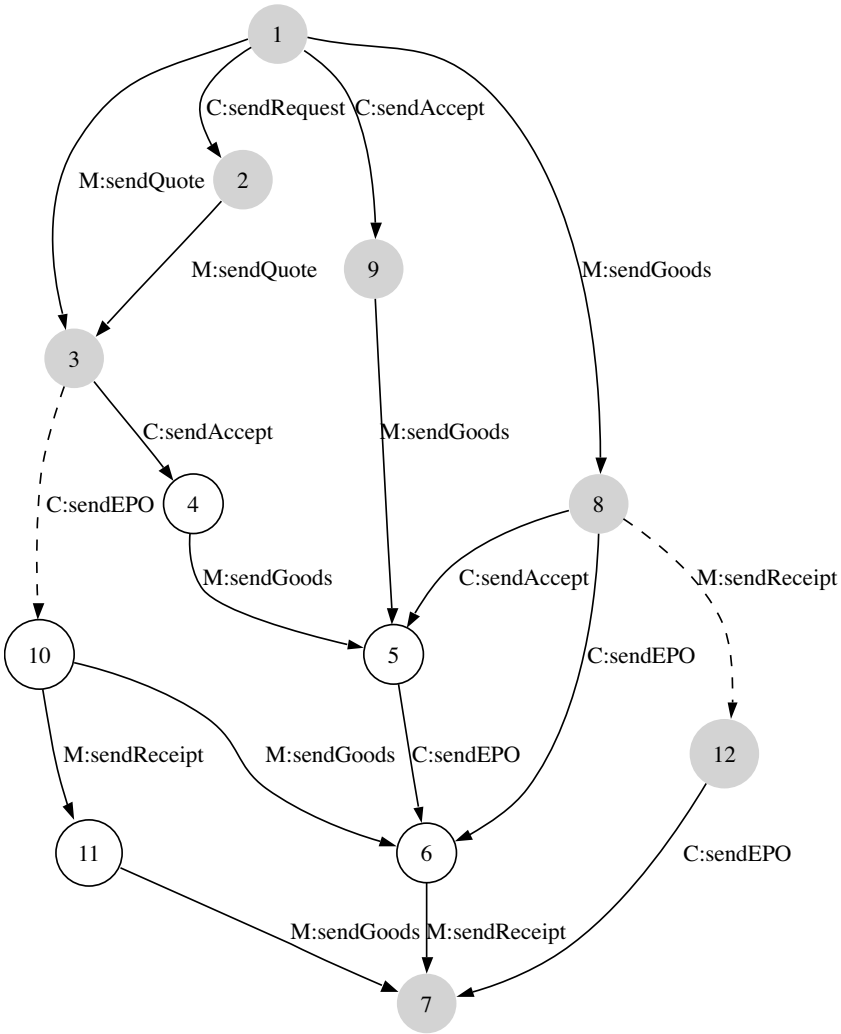 1
C:sendRequest C:sendAccept
M:sendQuote 2
M:sendQuote 9 M:sendGoods
3
C:sendAccept M:sendGoods
C:sendEPO 4 8
M:sendGoods C:sendAccept M:sendReceipt
10 5 C:sendEPO
M:sendReceipt M:sendGoods C:sendEPO 12
11 6 C:sendEPO
M:sendGoods M:sendReceipt
7